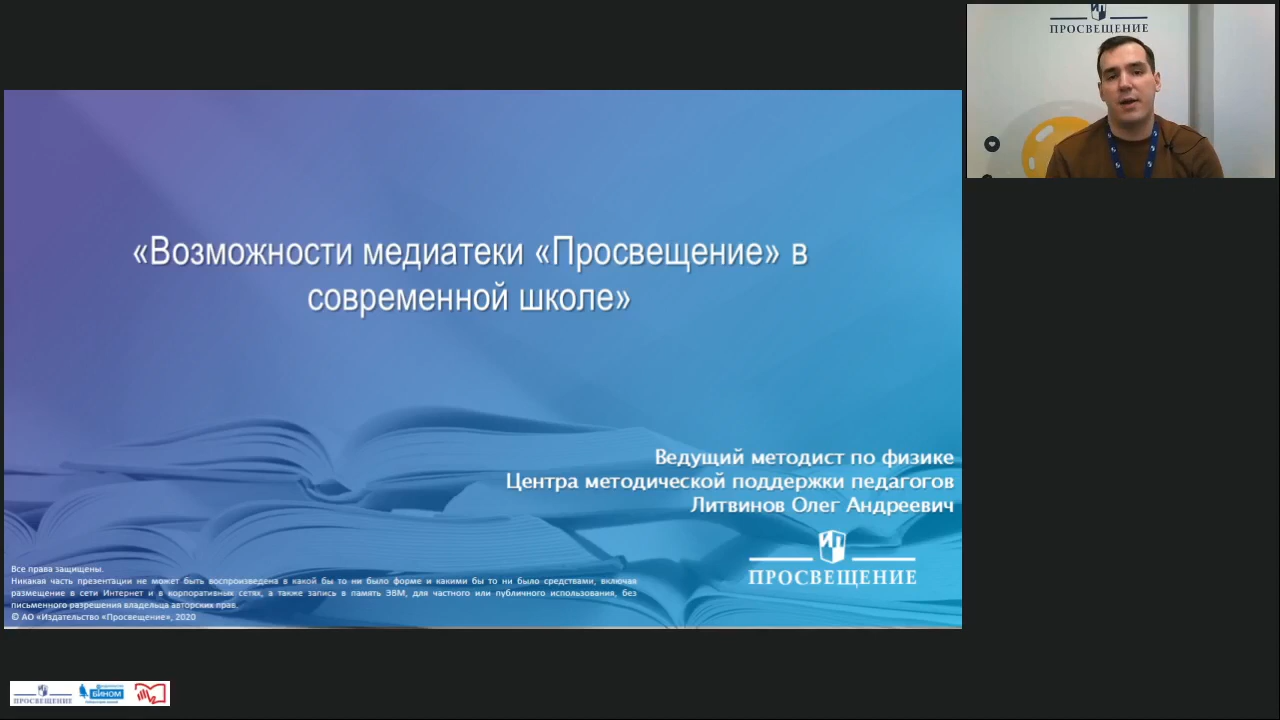 ПРОСВЕЩЕНИЕ
«Возможности медиатеки «Просвещение» в
современной школе»
Ведущий методист по физике
Центра методической поддержки педагогов
Литвинов Олег Андреевич
ПРОСВЕЩЕНИЕ
Все права защищены.
Никакая часть презентации не может быть воспроизведена в какой бы то ни было форме и какими бы то ни было средствами, включая
размещение в сети Интернет и в корпоративных сетях, а также запись в память ЭВМ, для частного или публичного использования, без
письменного разрешения владельца авторских прав.
© АО «Издательство «Просвещение», 2020
ПРОСВЕЩЕНИЕ
БИНОМ